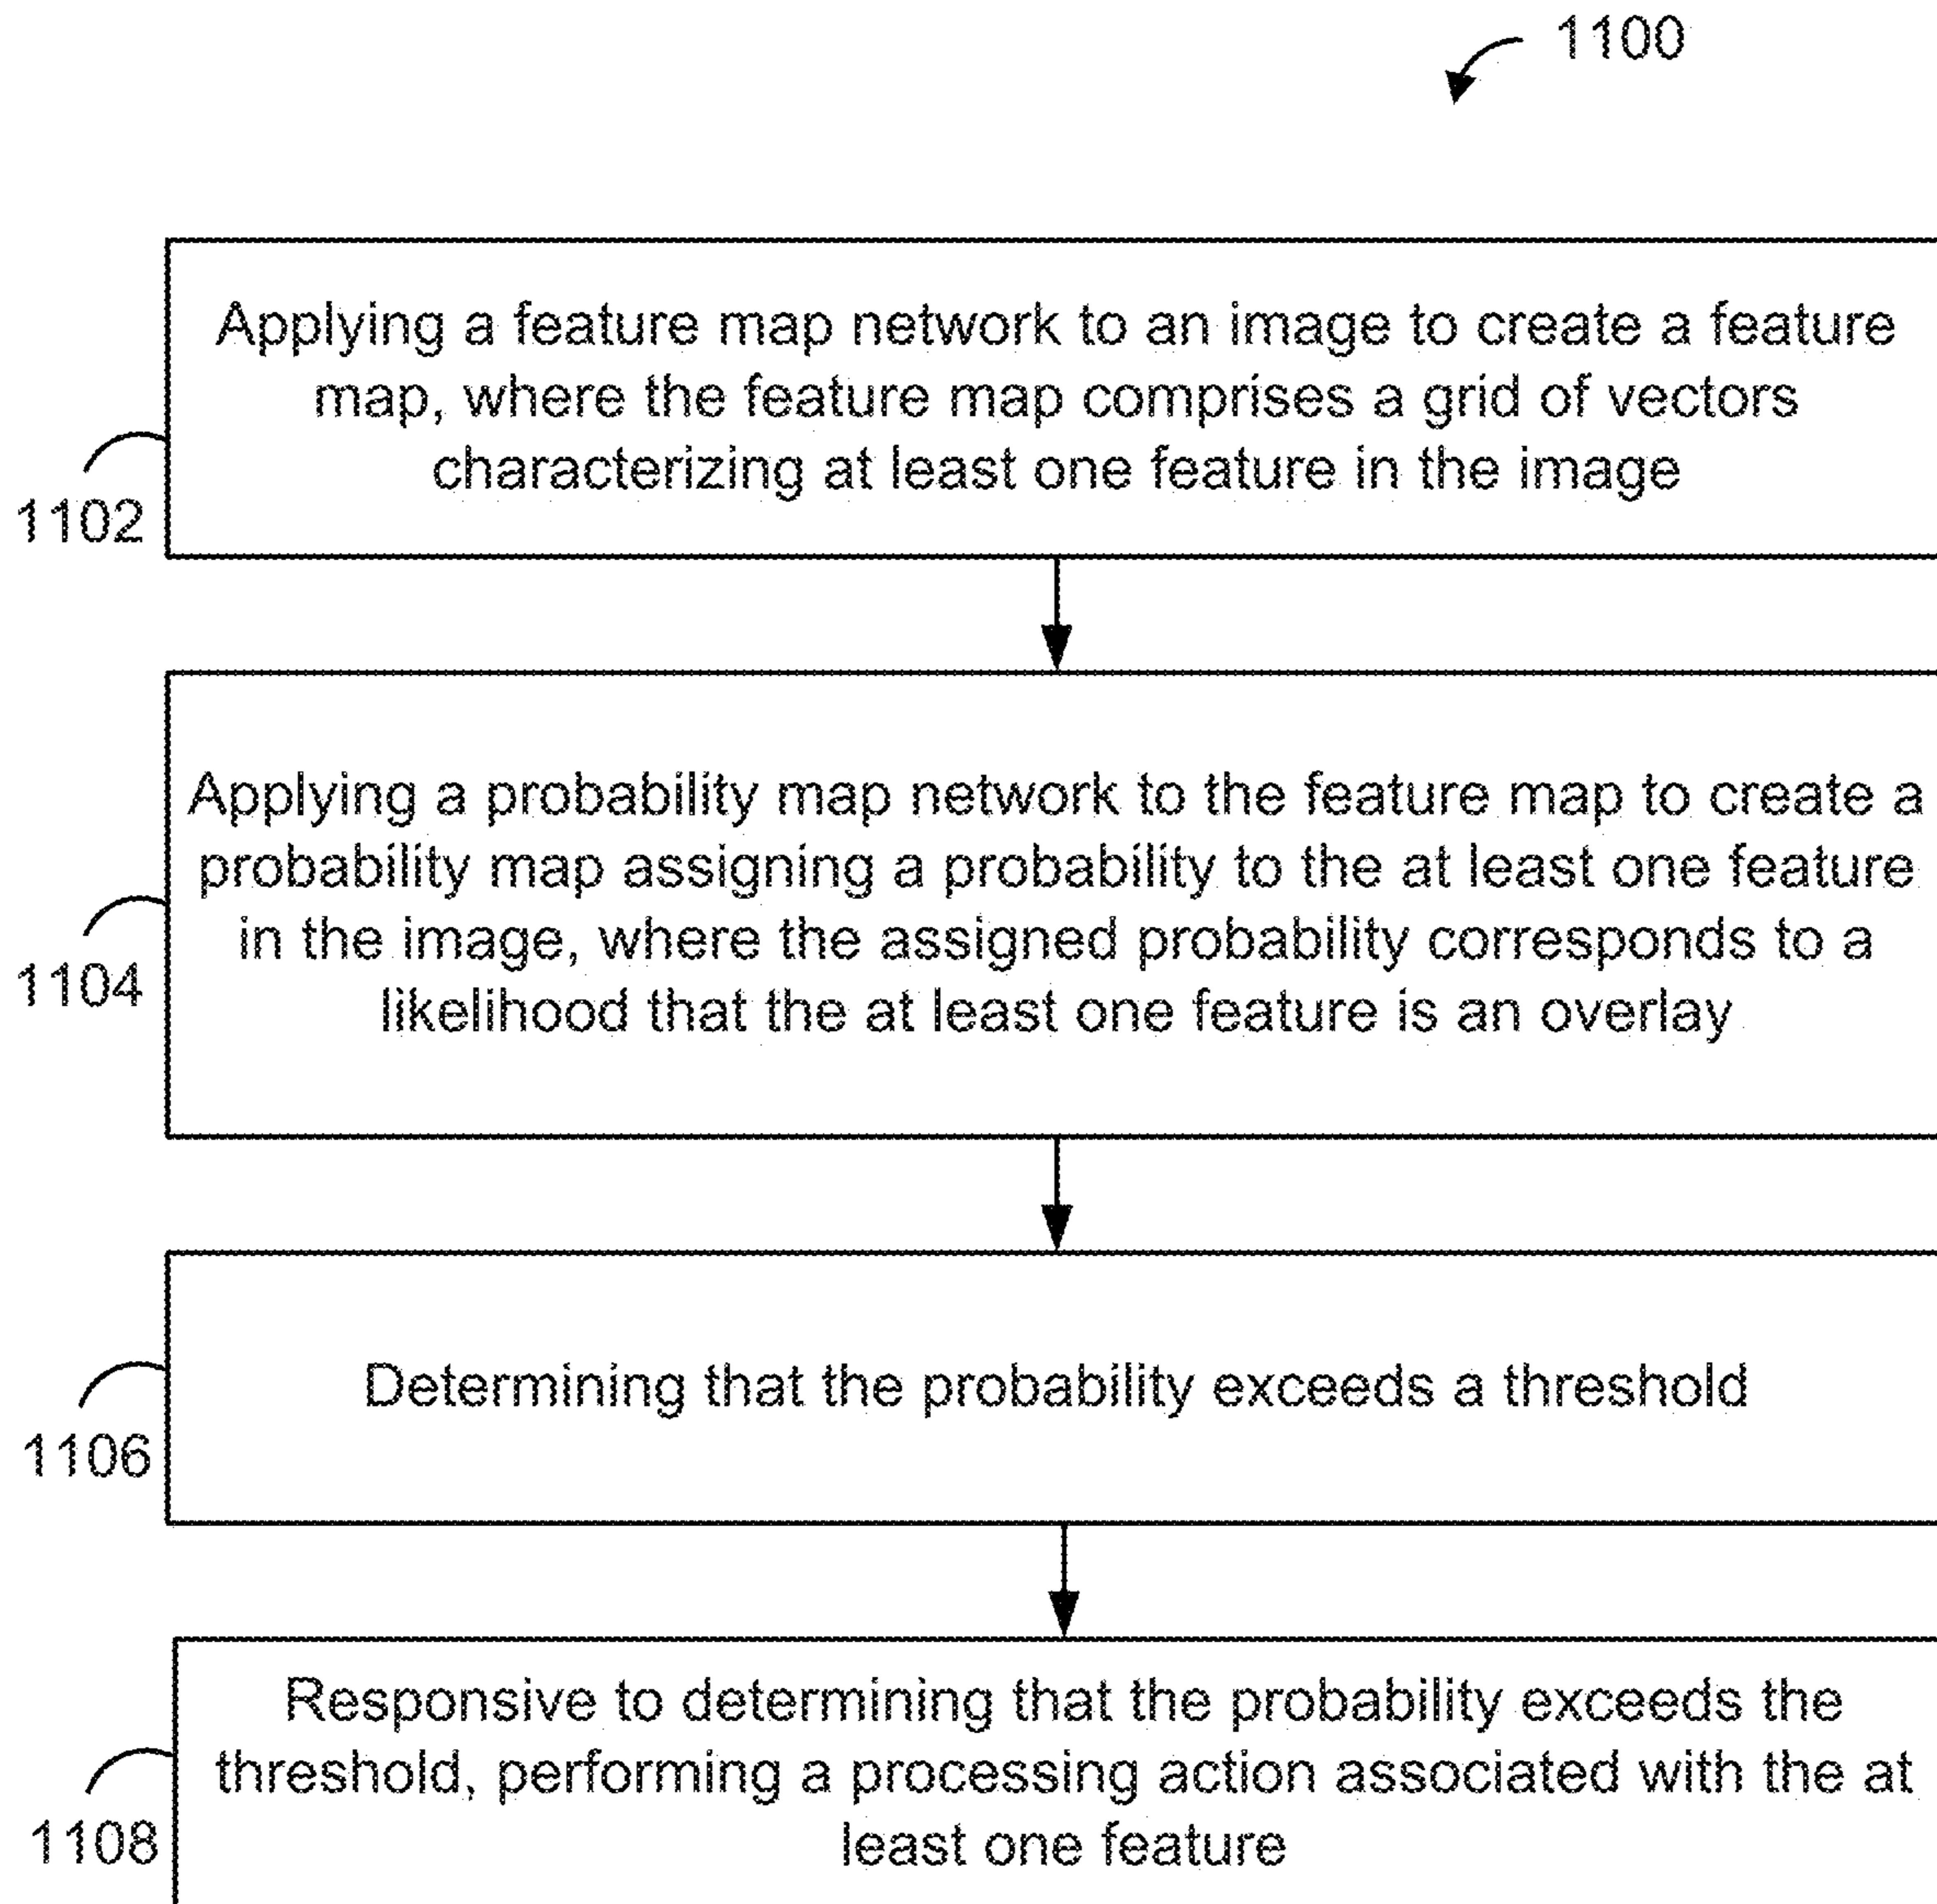 1100
Applying a feature map network to an image to create a feature
map, where the feature map comprises a grid of vectors
characterizing at least one feature in the image
1102
Applying a probability map network to the feature map to create a
probability map assigning a probability to the at least one feature
in the image, where the assigned probability corresponds to a
likelihood that the at least one feature is an overlay
1104
Determining that the probability exceeds a threshold
1106
Responsive to determining that the probability exceeds the
threshold, performing a processing action associated with the at
least one feature
1108